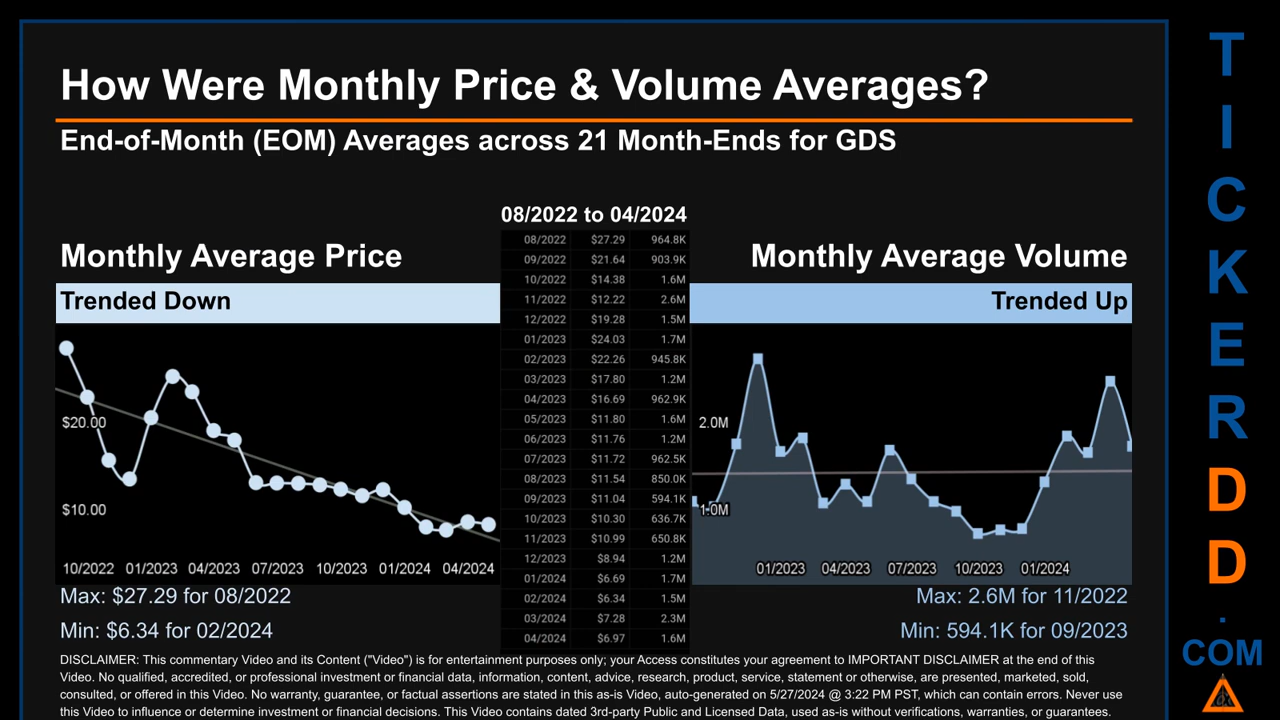 How Were Monthly Price & Volume Averages?
End-of-Month (EOM) Averages across 21 Month-Ends for GDS
08/2022 to 04/2024
Monthly Average Price
Trended Down
$20.00
$10.00
10/2022 01/2023 04/2023 07/2023 10/2023 01/2024 04/2024
Max: $27.29 for 08/2022
Min: $6.34 for 02/2024
08/2022 $27.29 964.8K
09/2022 $21.64 903.9K
10/2022 $14.38 1.6M
11/2022 $12.22 2.6M
12/2022 $19.28 1.5M
01/2023 $24.03 1.7M
02/2023 $22.26 945.8K
03/2023 $17.80 1.2M
04/2023 $16.69 962.9K
05/2023 $11.80 1.6M
06/2023 $11.76 1.2M
07/2023 $11.72 962.5K
08/2023 $11.54 850.0K
09/2023 $11.04 594.1K
10/2023 $10.30 636.7K
11/2023 $10.99 650.8K
12/2023 $8.94 1.2M
01/2024 $6.69 1.7M
02/2024 $6.34 1.5M
03/2024 $7.28 2.3M
04/2024 $6.97 1.6M
Monthly Average Volume
Trended Up
2.0M
1.0M
01/2023 04/2023 07/2023 10/2023 01/2024
Max: 2.6M for 11/2022
Min: 594.1K for 09/2023
DISCLAIMER: This commentary Video and its Content ("Video") is for entertainment purposes only; your Access constitutes your agreement to IMPORTANT DISCLAIMER at the end of this
Video. No qualified, accredited, or professional investment or financial data, information, content, advice, research, product, service, statement or otherwise, are presented, marketed, sold,
consulted, or offered in this Video. No warranty, guarantee, or factual assertions are stated in this as-is Video, auto-generated on 5/27/2024 @ 3:22 PM PST, which can contain errors. Never use
this Video to influence or determine investment or financial decisions. This Video contains dated 3rd-party Public and Licensed Data, used as-is without verifications, warranties, or guarantees.
T
I
C
K
E
R
D
D
.
COM